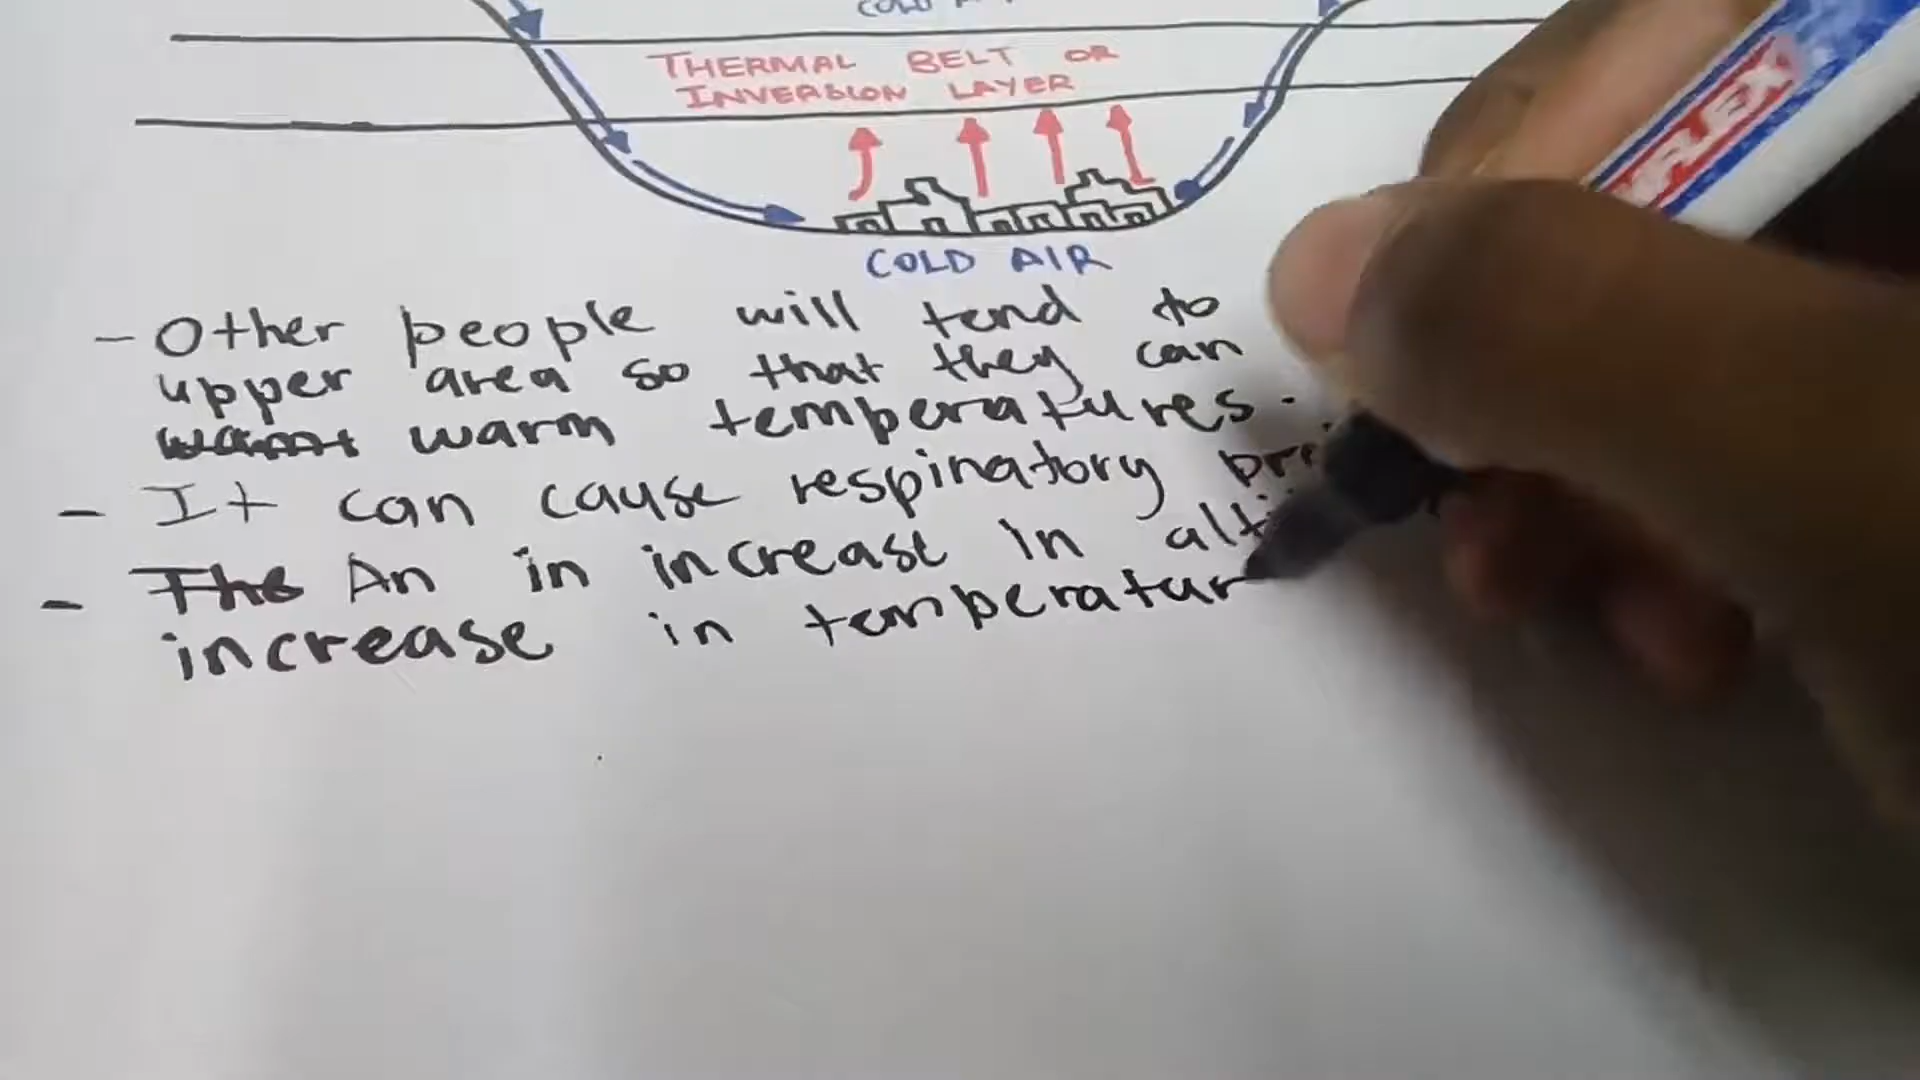 THERMAL BELT OR
INVERSION LAYER
COLD AIR
- Other people will tend to
upper area so that they can
warm temperatures.
- It can cause respiratory
- The An in increase in
increase in temperatur